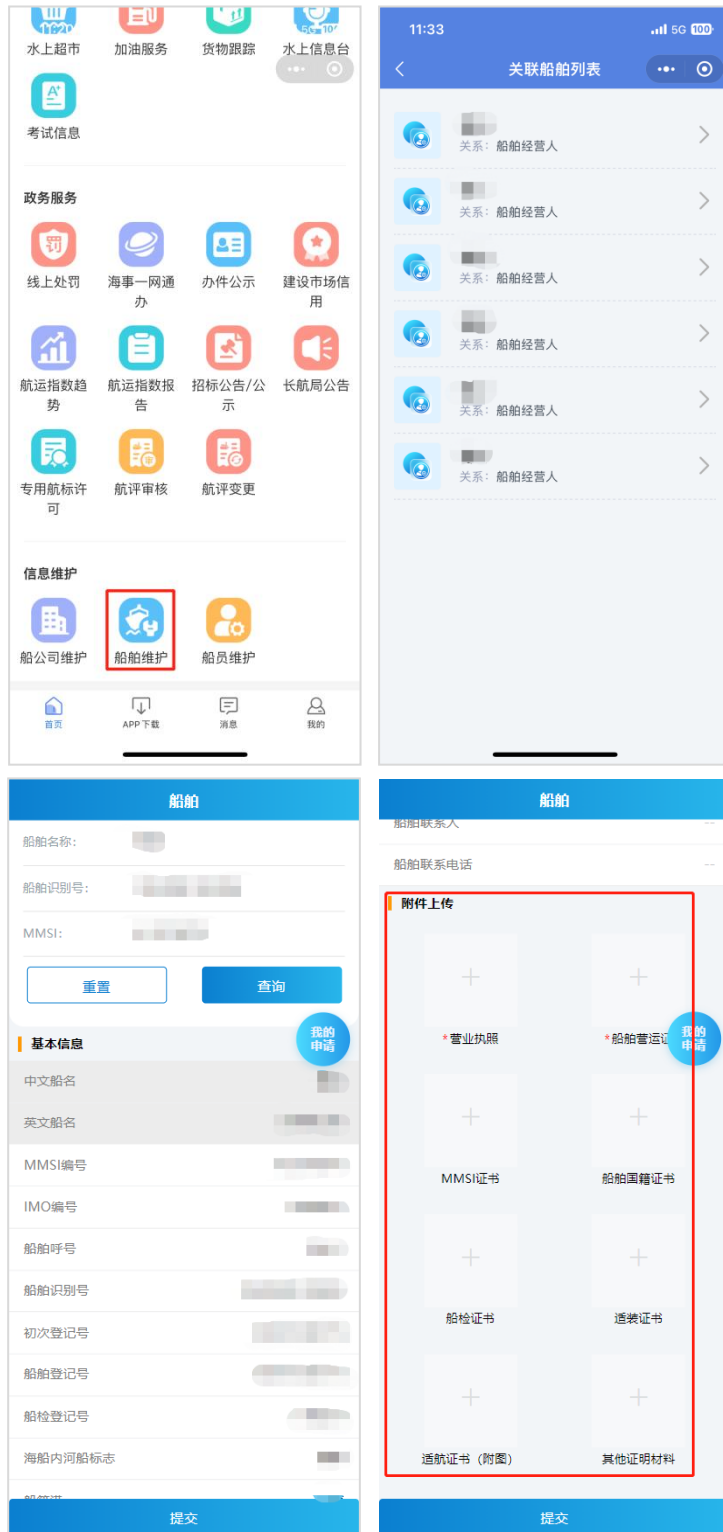 水上超市
加油服务
货物跟踪
水上信息台
考试信息
政务服务
罚
线上处罚
海事一网通
办
办件公示
建设市场信
用
航运指数趋
势
航运指数报
告
招标公告/公
示
长航局公告
专用航标许
可
航评审核
航评变更
信息维护
船公司维护
船舶维护
船员维护
首页
APP下载
消息
我的
11:33
5G 100
关联船舶列表
关系：船舶经营人
关系：船舶经营人
关系：船舶经营人
关系：船舶经营人
关系：船舶经营人
关系：船舶经营人
船舶
船舶名称：
船舶识别号：
MMSI：
重置
查询
我的
申请
基本信息
中文船名
英文船名
MMSI编号
IMO编号
船舶呼号
船舶识别号
初次登记号
船舶登记号
船检登记号
海船内河船标志
提交
船舶
船舶联系人 --
船舶联系电话 --
附件上传
*营业执照
*船舶营运证
我的
申请
MMSI证书
船舶国籍证书
船检证书
适装证书
适航证书（附图）
其他证明材料
提交